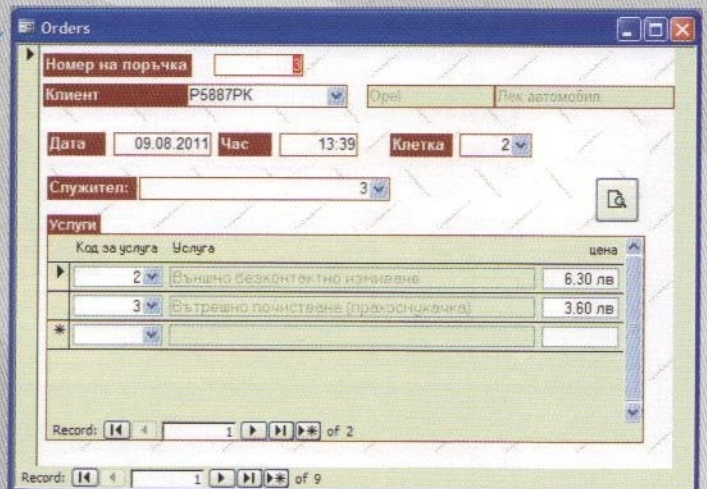 Orders
Номер на поръчка 3
Клиент P5887PK Opel Лек автомобил
Дата 09.08.2011 Час 13:39 Клетка 2
Служител: 3
Услуги
Код за услуга Услуга цена
2 Външно безконтактно измиване 6.30 лв
3 Вътрешно почистване (прахосмукачка) 3.60 лв
Record: 1 of 2
Record: 1 of 9